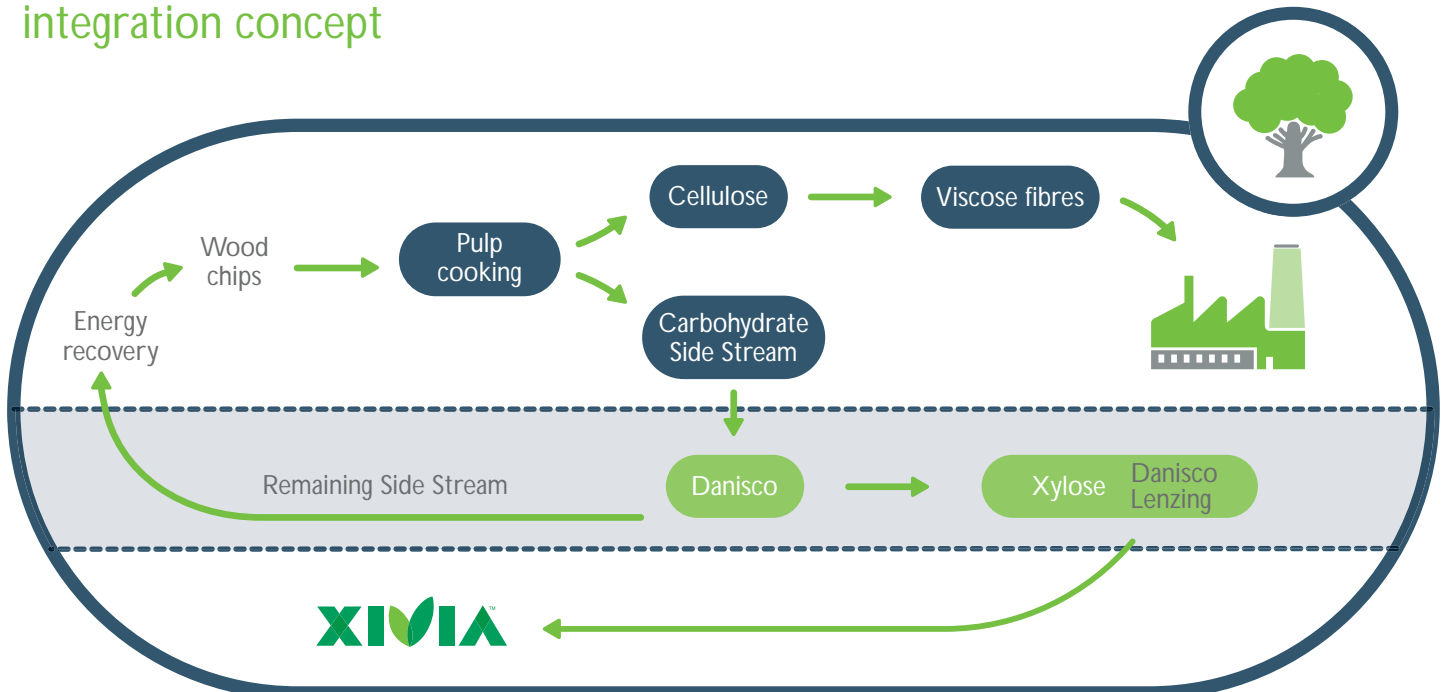 integration concept
Cellulose
Viscose fibres
Pulp
cooking
Wood
chips
Carbohydrate
Side Stream
Energy
recovery
Remaining Side Stream
Danisco
Xylose
Danisco
Lenzing
XIVIA™